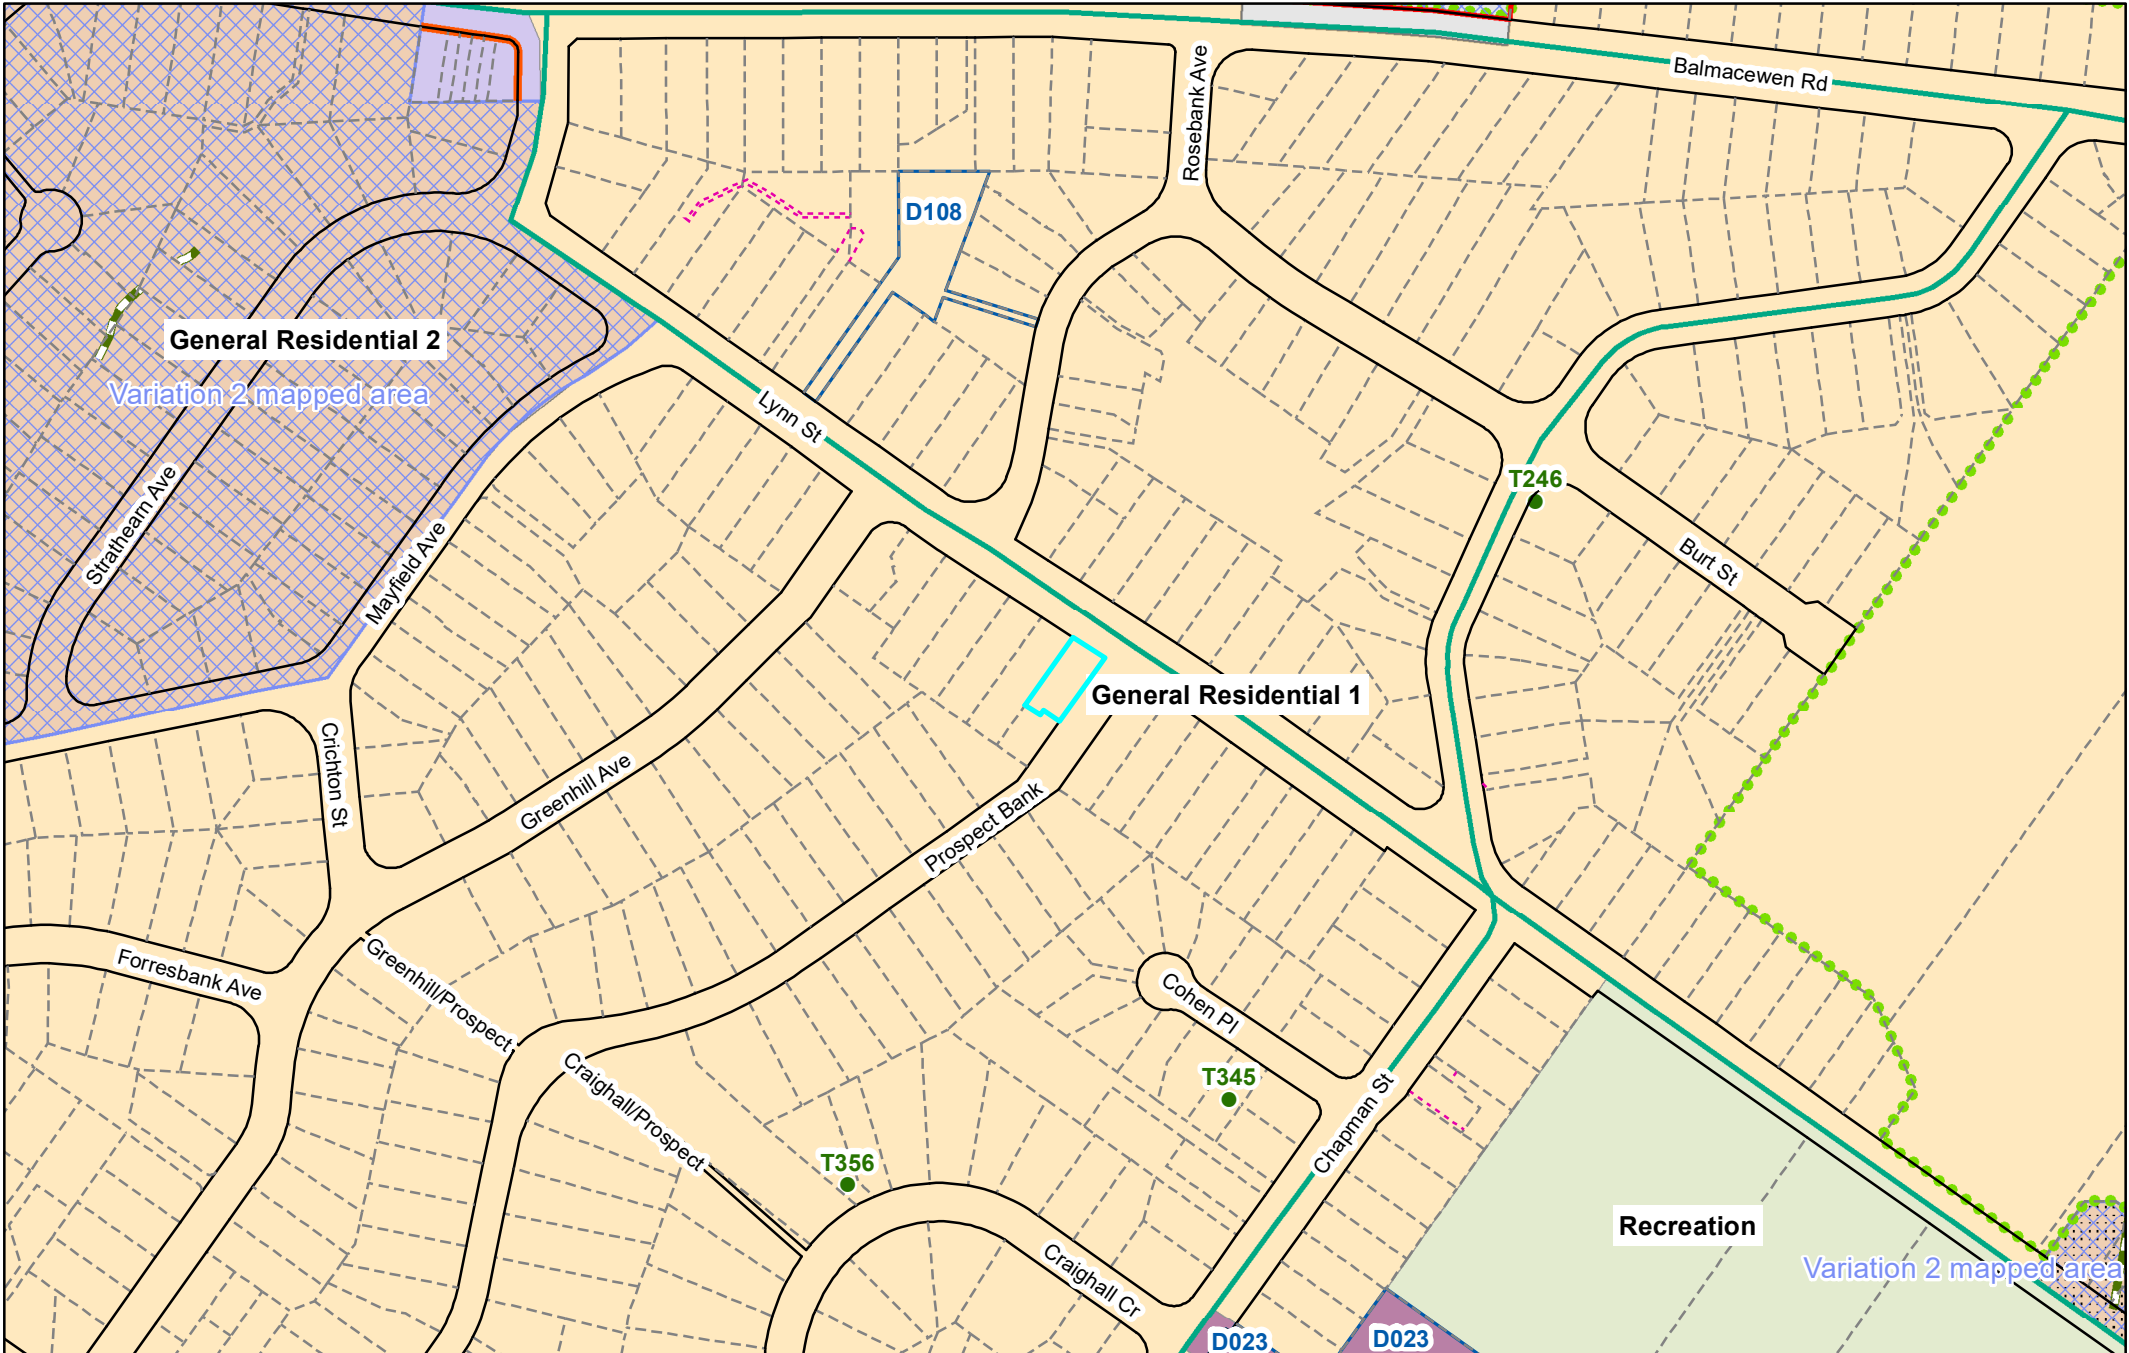 Balmacewen Rd
Rosebank Ave
D108
General Residential 2
Variation 2 mapped area
Lynn St
T246
Strathearn Ave
Mayfield Ave
Burt St
General Residential 1
Crichton St
Greenhill Ave
Prospect Bank
Forresbank Ave
Greenhill/Prospect
Cohen Pl
Craighall/Prospect
T345
Chapman St
T356
Recreation
Variation 2 mapped area
Craighall Cr
D023
D023